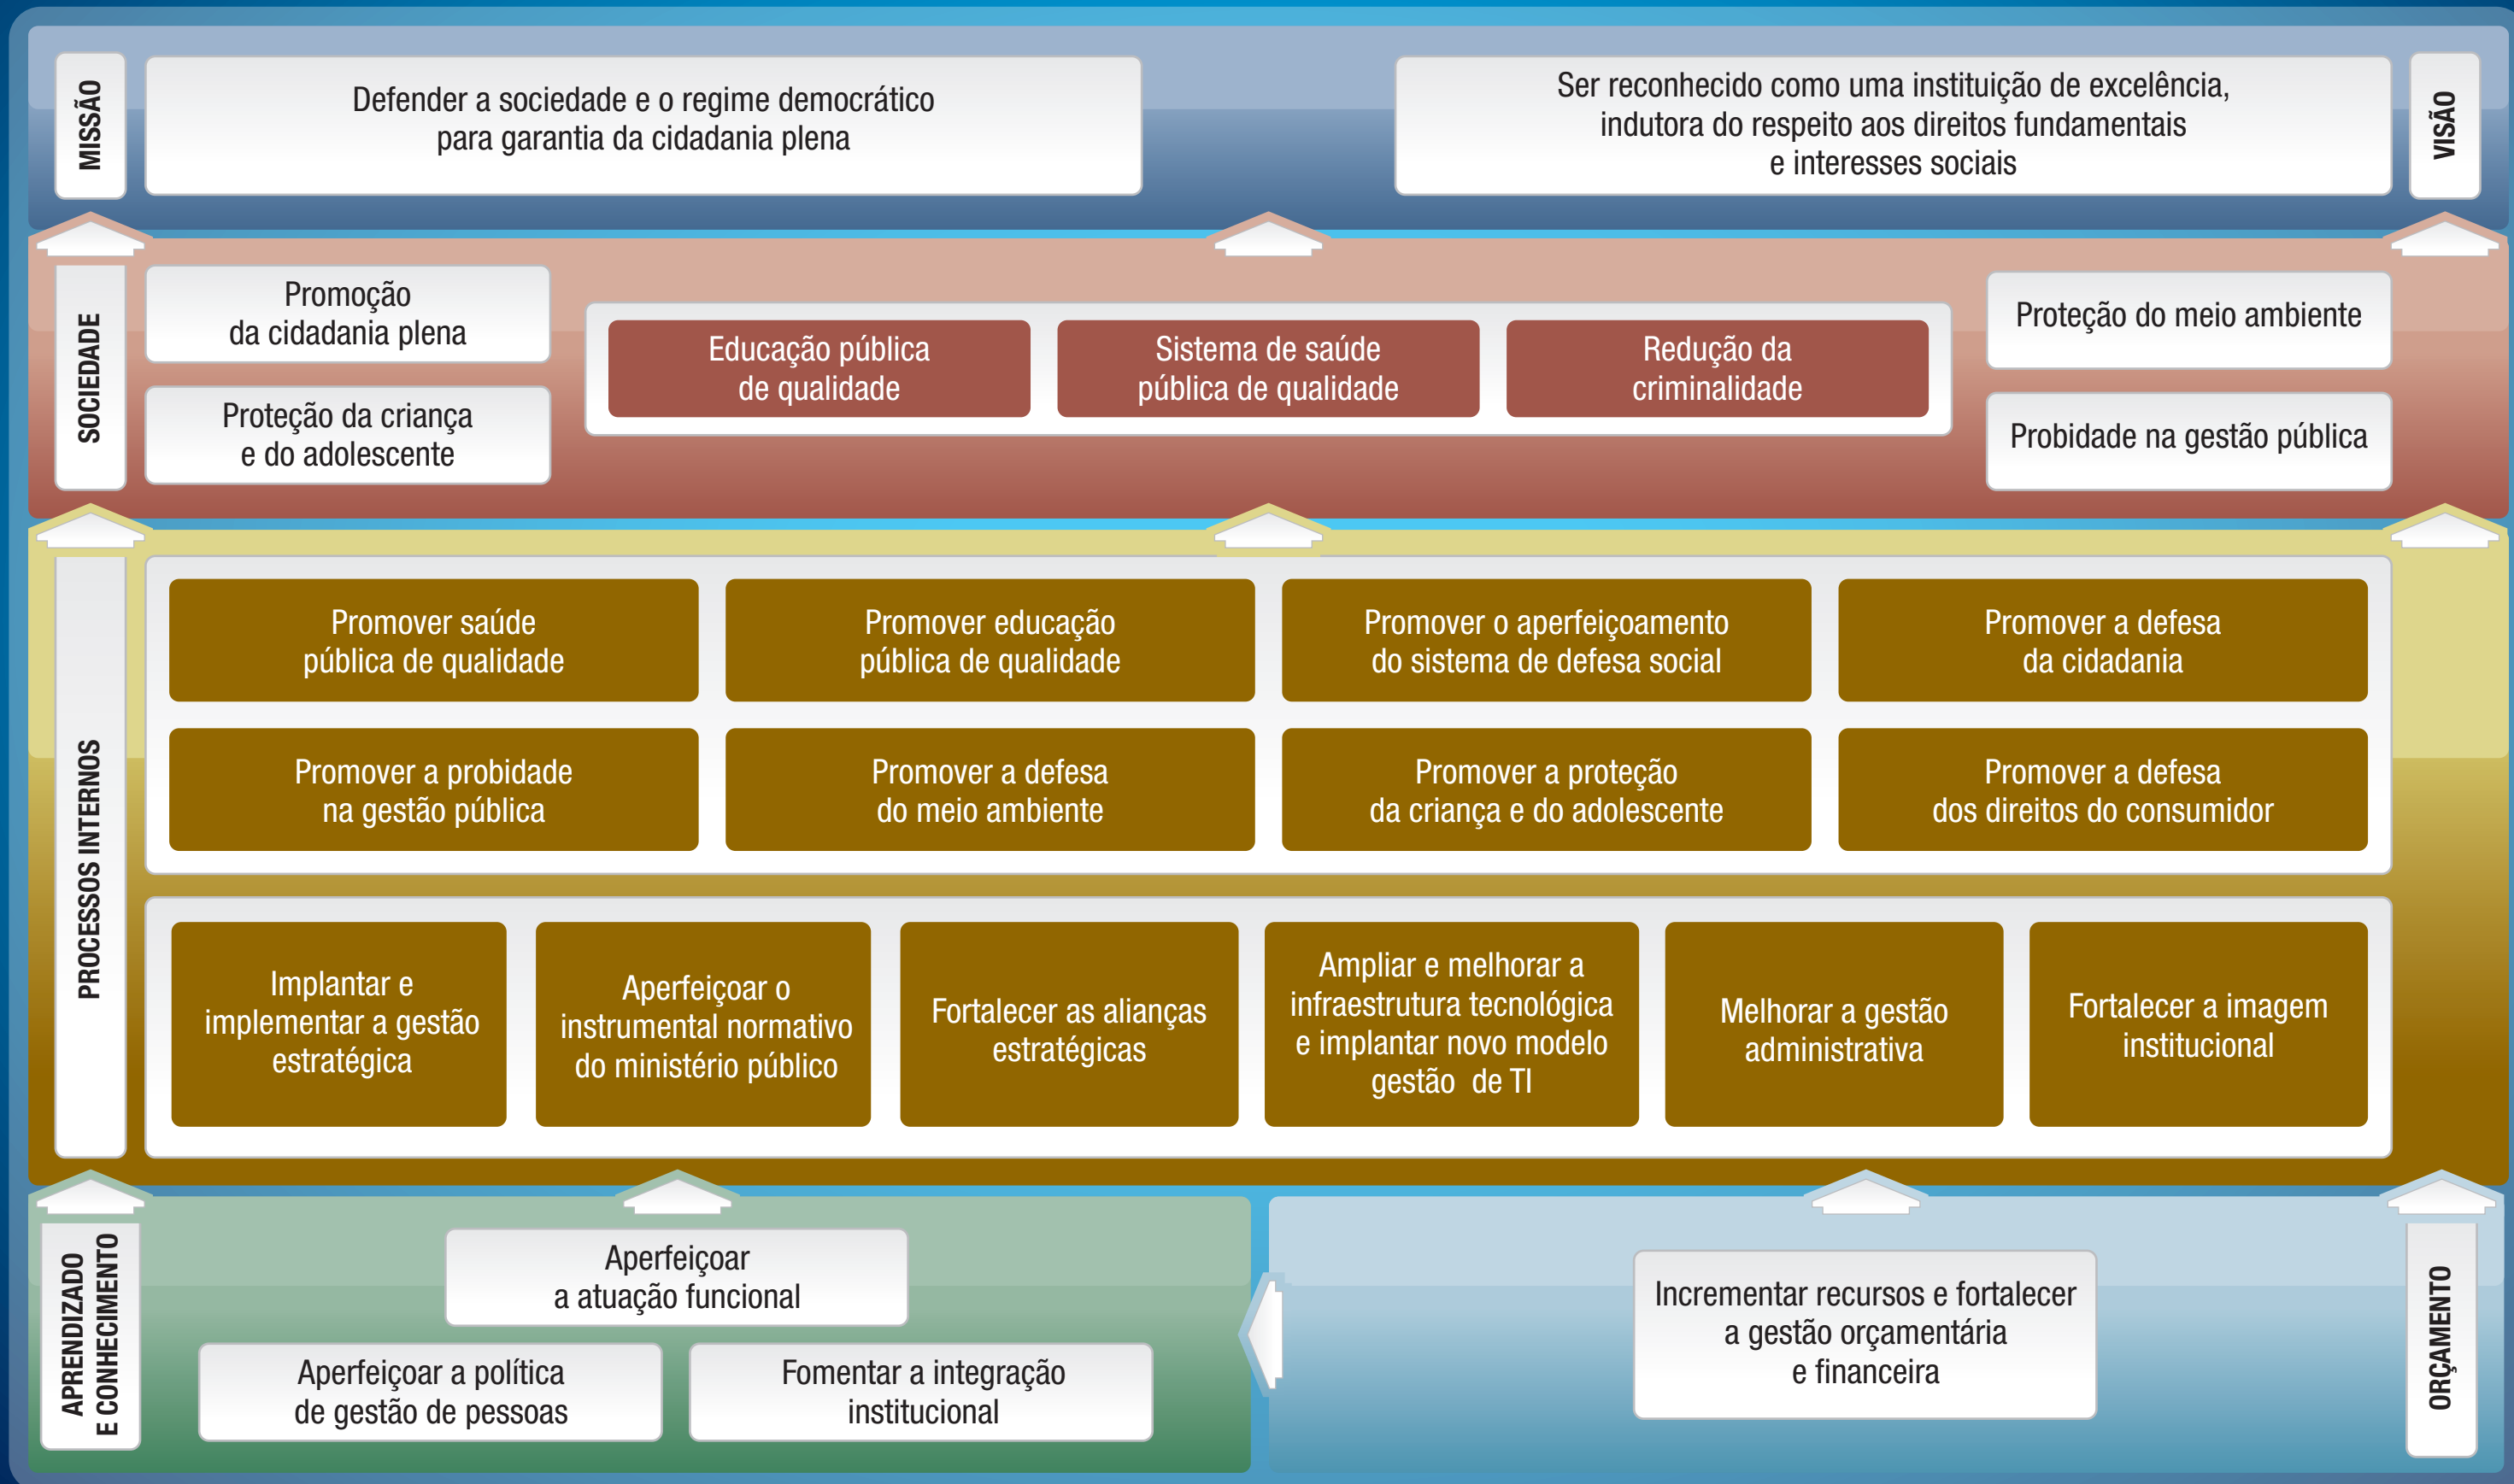 MISSÃO
Defender a sociedade e o regime democrático
para garantia da cidadania plena
Ser reconhecido como uma instituição de excelência,
indutora do respeito aos direitos fundamentais
e interesses sociais
VISÃO
SOCIEDADE
Promoção
da cidadania plena
Proteção da criança
e do adolescente
Educação pública
de qualidade
Sistema de saúde
pública de qualidade
Redução da
criminalidade
Proteção do meio ambiente
Probidade na gestão pública
PROCESSOS INTERNOS
Promover saúde
pública de qualidade
Promover educação
pública de qualidade
Promover o aperfeiçoamento
do sistema de defesa social
Promover a defesa
da cidadania
Promover a probidade
na gestão pública
Promover a defesa
do meio ambiente
Promover a proteção
da criança e do adolescente
Promover a defesa
dos direitos do consumidor
Implantar e
implementar a gestão
estratégica
Aperfeiçoar o
instrumental normativo
do ministério público
Fortalecer as alianças
estratégicas
Ampliar e melhorar a
infraestrutura tecnológica
e implantar novo modelo
gestão  de TI
Melhorar a gestão
administrativa
Fortalecer a imagem
institucional
APRENDIZADO
E CONHECIMENTO
Aperfeiçoar
a atuação funcional
Aperfeiçoar a política
de gestão de pessoas
Fomentar a integração
institucional
Incrementar recursos e fortalecer
a gestão orçamentária
e financeira
ORÇAMENTO